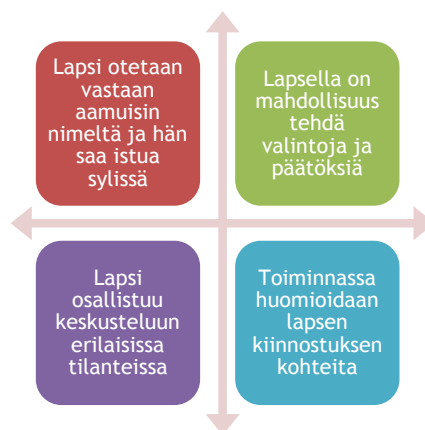 Lapsi otetaan
vastaan
aamuisin
nimeltä ja hän
saa istua
sylissä
Lapsella on
mahdollisuus
tehdä
valintoja ja
päätöksiä
Lapsi
osallistuu
keskusteluun
erilaisissa
tilanteissa
Toiminnassa
huomioidaan
lapsen
kiinnostuksen
kohteita